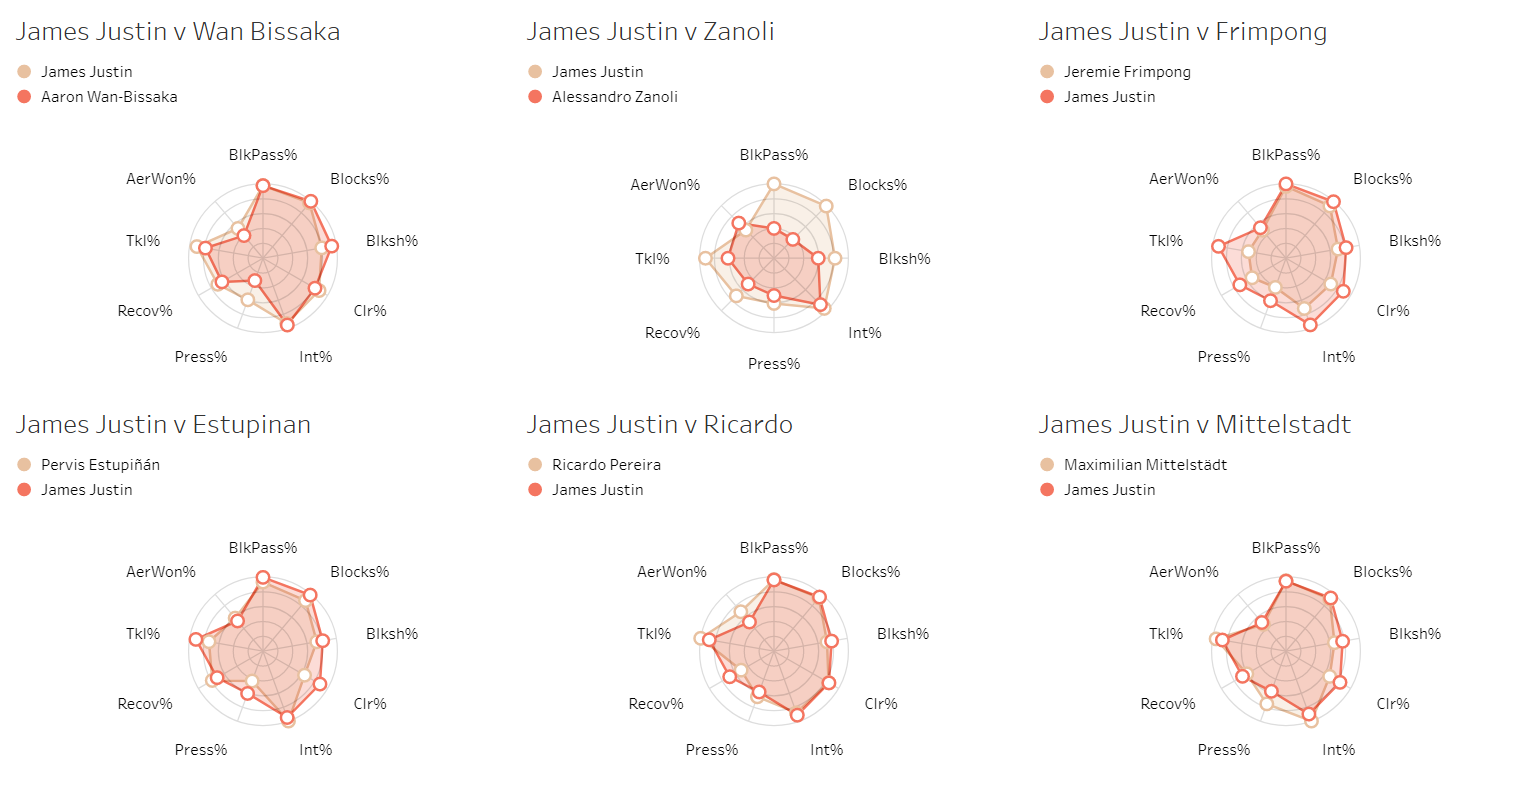 James Justin v Wan Bissaka
James Justin
Aaron Wan-Bissaka
BlkPass%
Blocks%
Blksh%
Clr%
Int%
Press%
Recov%
Tkl%
AerWon%
James Justin v Zanoli
James Justin
Alessandro Zanoli
BlkPass%
Blocks%
Blksh%
Int%
Press%
Recov%
Tkl%
AerWon%
James Justin v Frimpong
Jeremie Frimpong
James Justin
BlkPass%
Blocks%
Blksh%
Clr%
Int%
Press%
Recov%
Tkl%
AerWon%
James Justin v Estupinan
Pervis Estupiñán
James Justin
BlkPass%
Blocks%
Blksh%
Clr%
Int%
Press%
Recov%
Tkl%
AerWon%
James Justin v Ricardo
Ricardo Pereira
James Justin
BlkPass%
Blocks%
Blksh%
Clr%
Int%
Press%
Recov%
Tkl%
AerWon%
James Justin v Mittelstadt
Maximilian Mittelstädt
James Justin
BlkPass%
Blocks%
Blksh%
Clr%
Int%
Press%
Recov%
Tkl%
AerWon%